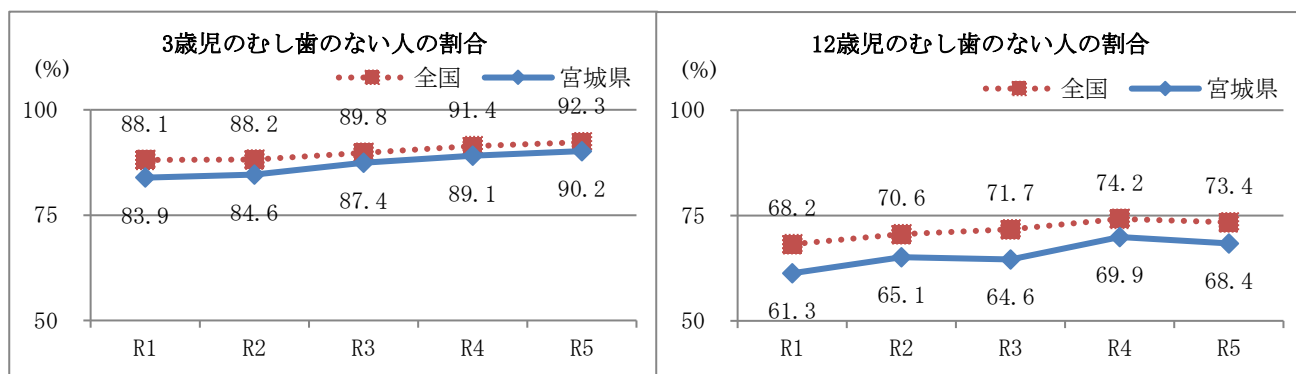 3歳児のむし歯のない人の割合
(%)
全国 宮城県
100
88.1 88.2 89.8 91.4 92.3
83.9 84.6 87.4 89.1 90.2
75
50
R1 R2 R3 R4 R5
12歳児のむし歯のない人の割合
(%)
全国 宮城県
100
68.2 70.6 71.7 74.2 73.4
75
61.3 65.1 64.6 69.9 68.4
50
R1 R2 R3 R4 R5